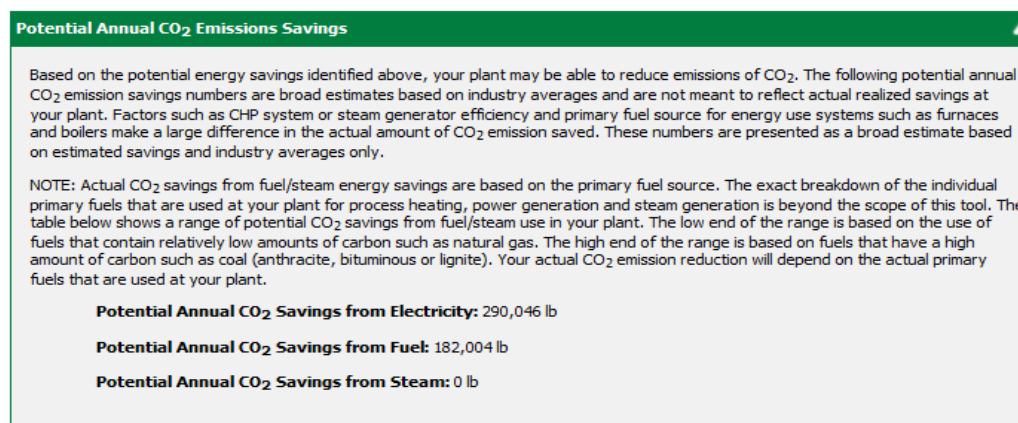 Potential Annual CO2 Emissions Savings
Based on the potential energy savings identified above, your plant may be able to reduce emissions of CO2. The following potential annual
CO2 emission savings numbers are broad estimates based on industry averages and are not meant to reflect actual realized savings at
your plant. Factors such as CHP system or steam generator efficiency and primary fuel source for energy use systems such as furnaces
and boilers make a large difference in the actual amount of CO2 emission saved. These numbers are presented as a broad estimate based
on estimated savings and industry averages only.
NOTE: Actual CO2 savings from fuel/steam energy savings are based on the primary fuel source. The exact breakdown of the individual
primary fuels that are used at your plant for process heating, power generation and steam generation is beyond the scope of this tool. The
table below shows a range of potential CO2 savings from fuel/steam use in your plant. The low end of the range is based on the use of
fuels that contain relatively low amounts of carbon such as natural gas. The high end of the range is based on fuels that have a high
amount of carbon such as coal (anthracite, bituminous or lignite). Your actual CO2 emission reduction will depend on the actual primary
fuels that are used at your plant.
Potential Annual CO2 Savings from Electricity: 290,046 lb
Potential Annual CO2 Savings from Fuel: 182,004 lb
Potential Annual CO2 Savings from Steam: 0 lb